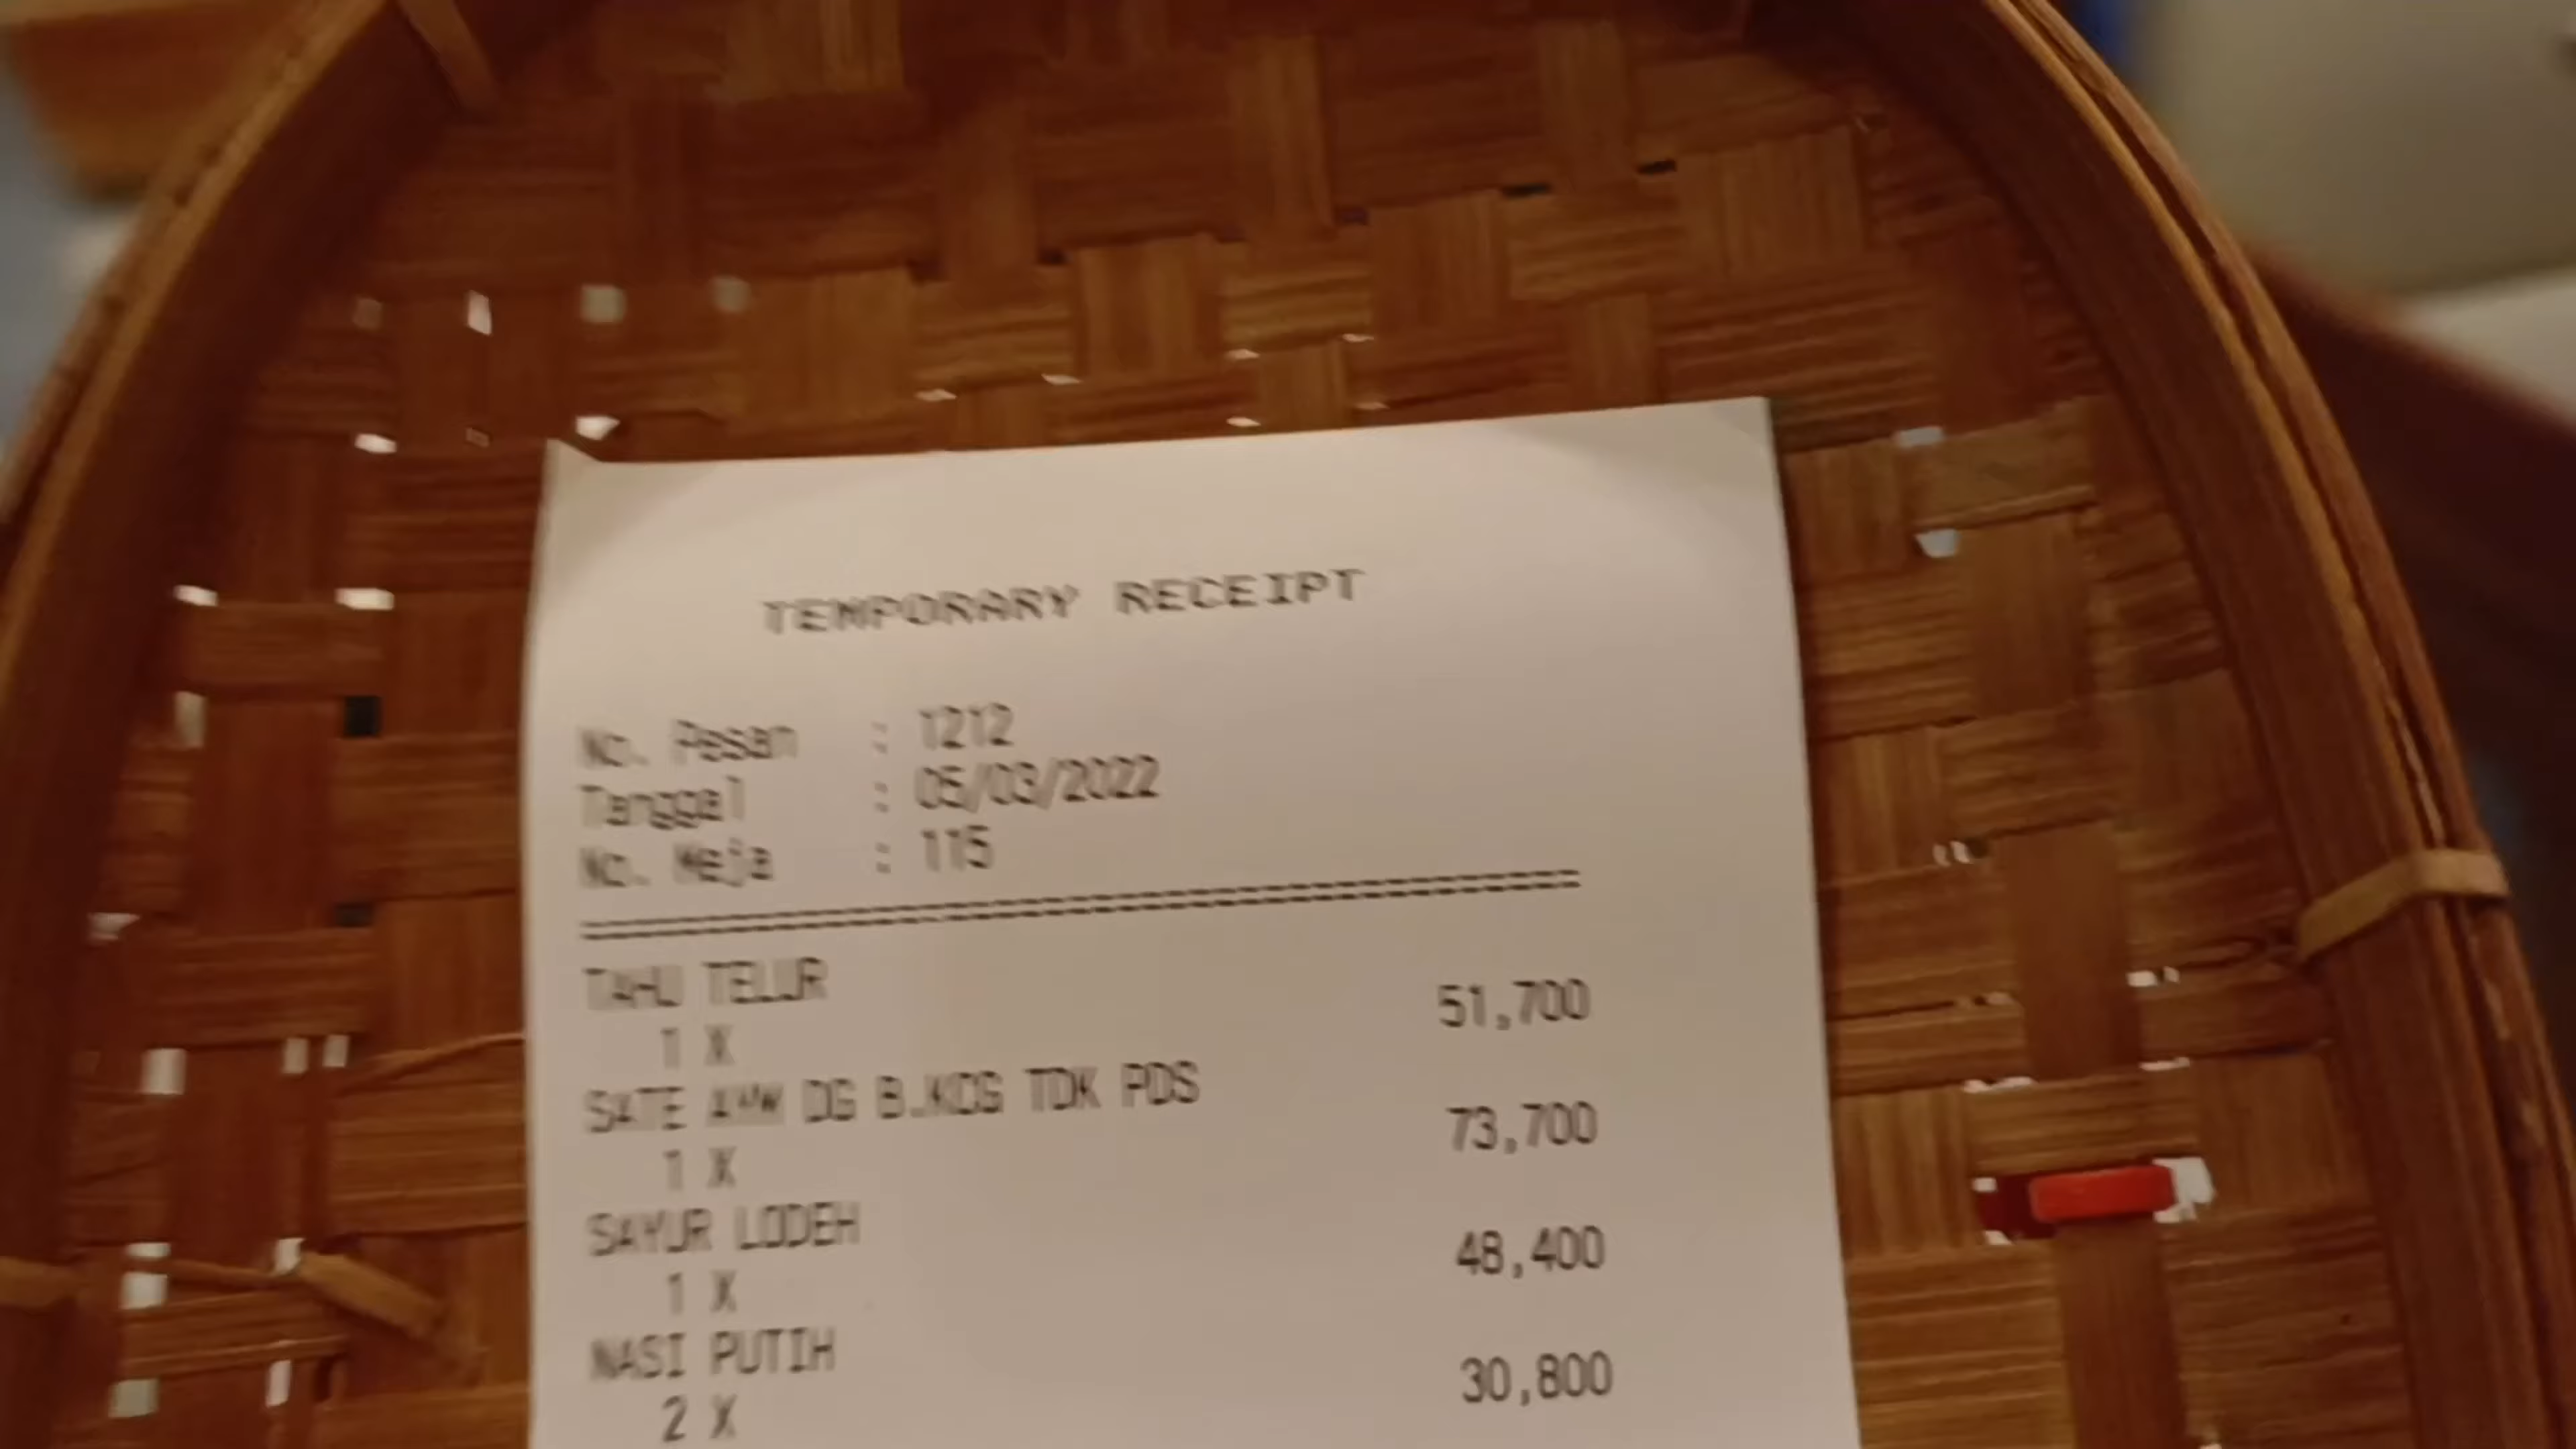 TEMPORARY RECEIPT
No. Pesan : 1212
Tanggal : 05/03/2022
No. Meja : 115
TAHU TELUR
1 X 51,700
SATE DG B.KCG TDK PDS
1 X 73,700
SAYUR LODEH
1 X 48,400
NASI PUTIH
2 X 30,800